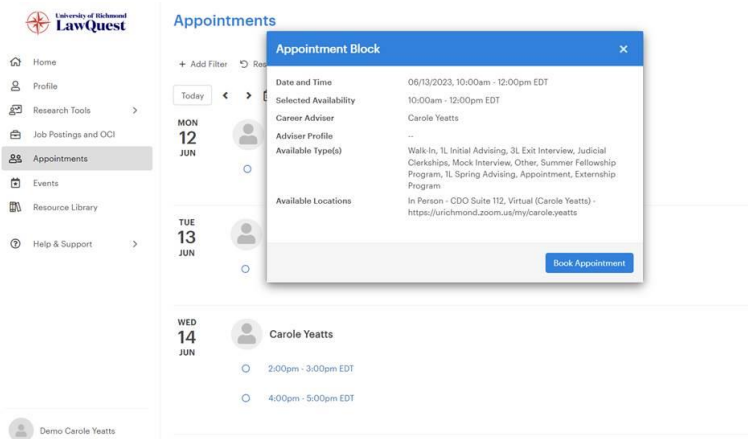 University of Richmond
LawQuest
Home
Profile
Research Tools
Job Postings and OCI
Appointments
Events
Resource Library
Help & Support
Demo Carole Yeatts
Appointments
+ Add Filter
Today
MON
12
JUN
TUE
13
JUN
WED
14
JUN
Carole Yeatts
2:00pm - 3:00pm EDT
4:00pm - 5:00pm EDT
Appointment Block
×
Date and Time 06/13/2023, 10:00am - 12:00pm EDT
Selected Availability 10:00am - 12:00pm EDT
Career Adviser Carole Yeatts
Adviser Profile --
Available Type(s) Walk-In, 1L Initial Advising, 3L Exit Interview, Judicial
Clerkships, Mock Interview, Other, Summer Fellowship
Program, 1L Spring Advising, Appointment, Externship
Program
Available Locations In Person - CDO Suite 112, Virtual (Carole Yeatts) -
https://urichmond.zoom.us/my/carole.yeatts
Book Appointment